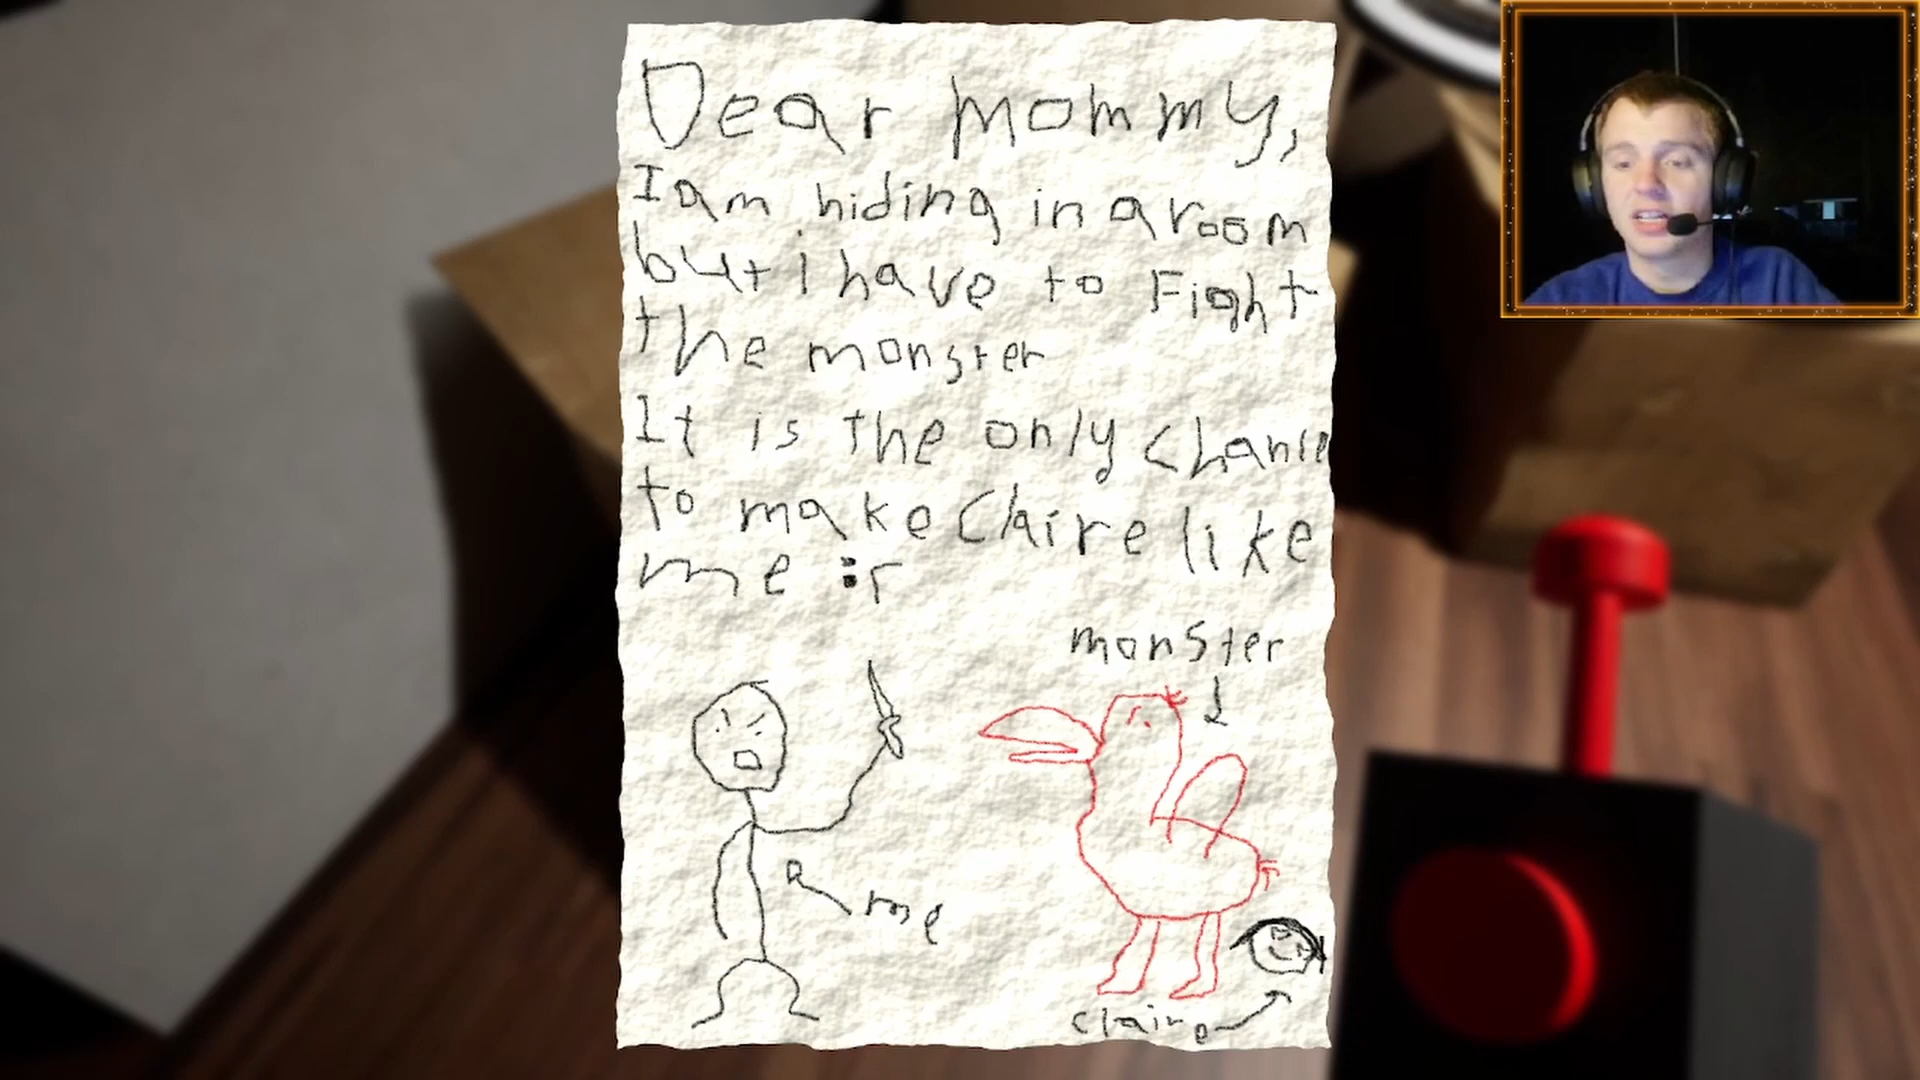 Dear mommy,
I am hiding in a room
but i have to Fight
the monster
It is the only chance
to make Claire like
me :r
monster
me
claire